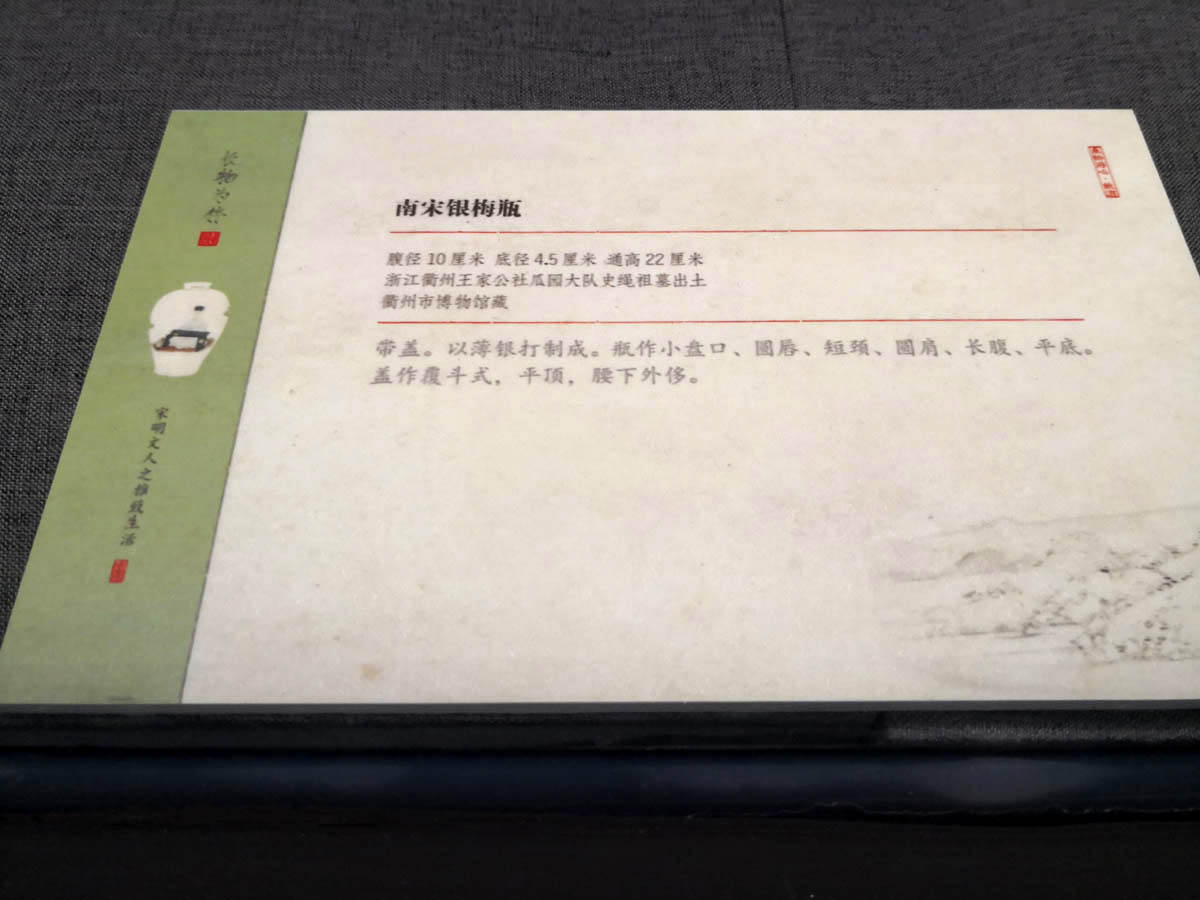 长物为伴
南宋银梅瓶
腹径 10 厘米 底径 4.5 厘米 通高 22 厘米
浙江衢州王家公社瓜园大队史绳祖墓出土
衢州市博物馆藏
带盖。以薄银打制成。瓶作小盘口、圆唇、短颈、圆肩、长腹、平底。
盖作覆斗式，平顶，腰下外侈。
宋明文人之雅致生活